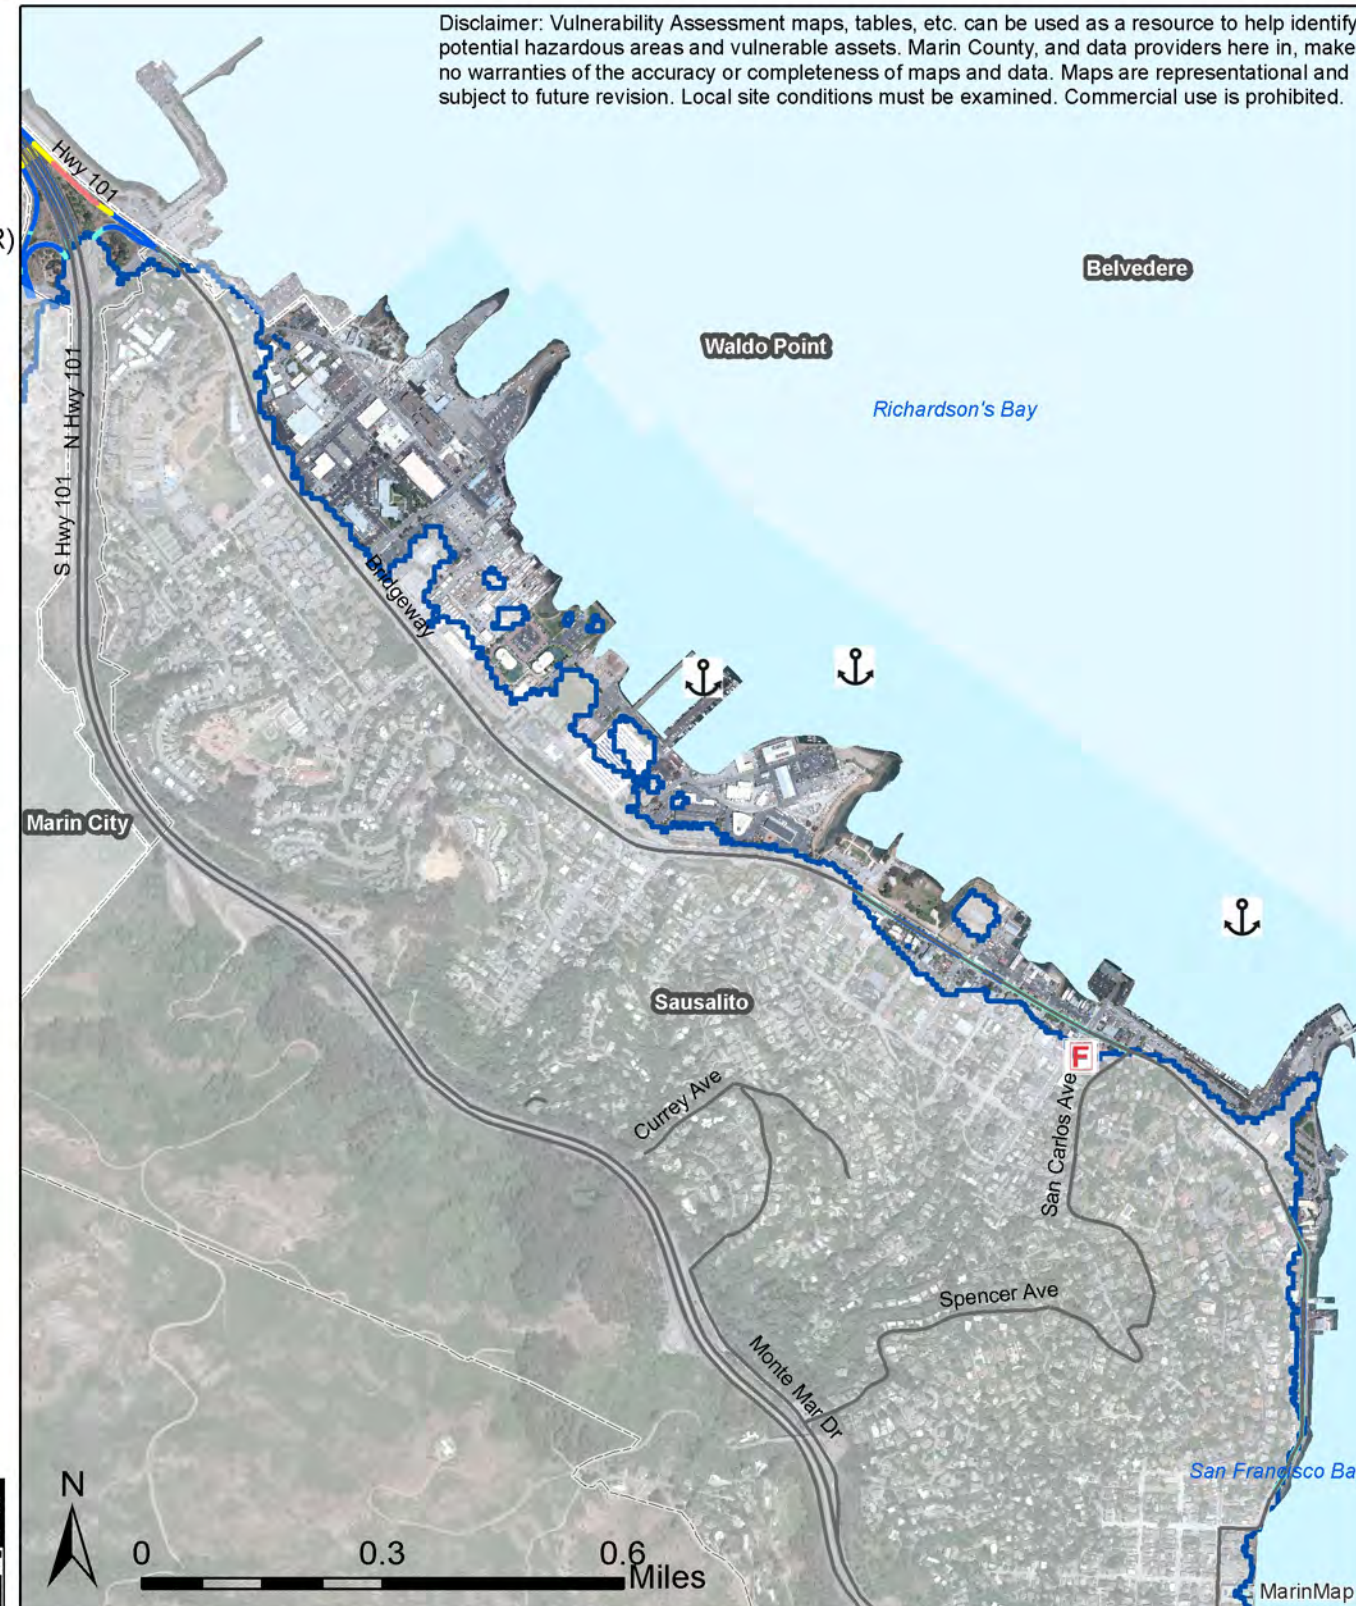 Disclaimer: Vulnerability Assessment maps, tables, etc. can be used as a resource to help identify
potential hazardous areas and vulnerable assets. Marin County, and data providers here in, make
no warranties of the accuracy or completeness of maps and data. Maps are representational and
subject to future revision. Local site conditions must be examined. Commercial use is prohibited.
Hwy 101
R)
Belvedere
Waldo Point
Richardson's Bay
N Hwy 101
S Hwy 101
Bridgeway
Marin City
Sausalito
F
Currey Ave
San Carlos Ave
Spencer Ave
Monte Mar Dr
San Francisco Ba
N
0 0.3 0.6
Miles
MarinMap